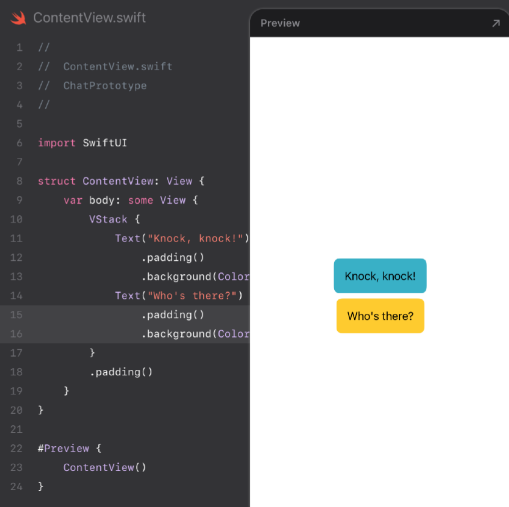 ContentView.swift
Preview
1 //
2 //  ContentView.swift
3 //  ChatPrototype
4 //
5
6 import SwiftUI
7
8 struct ContentView: View {
9     var body: some View {
10         VStack {
11             Text("Knock, knock!")
12                 .padding()
13                 .background(Color
14             Text("Who's there?")
15                 .padding()
16                 .background(Color
17         }
18         .padding()
19     }
20 }
21
22 #Preview {
23     ContentView()
24 }
Knock, knock!
Who's there?